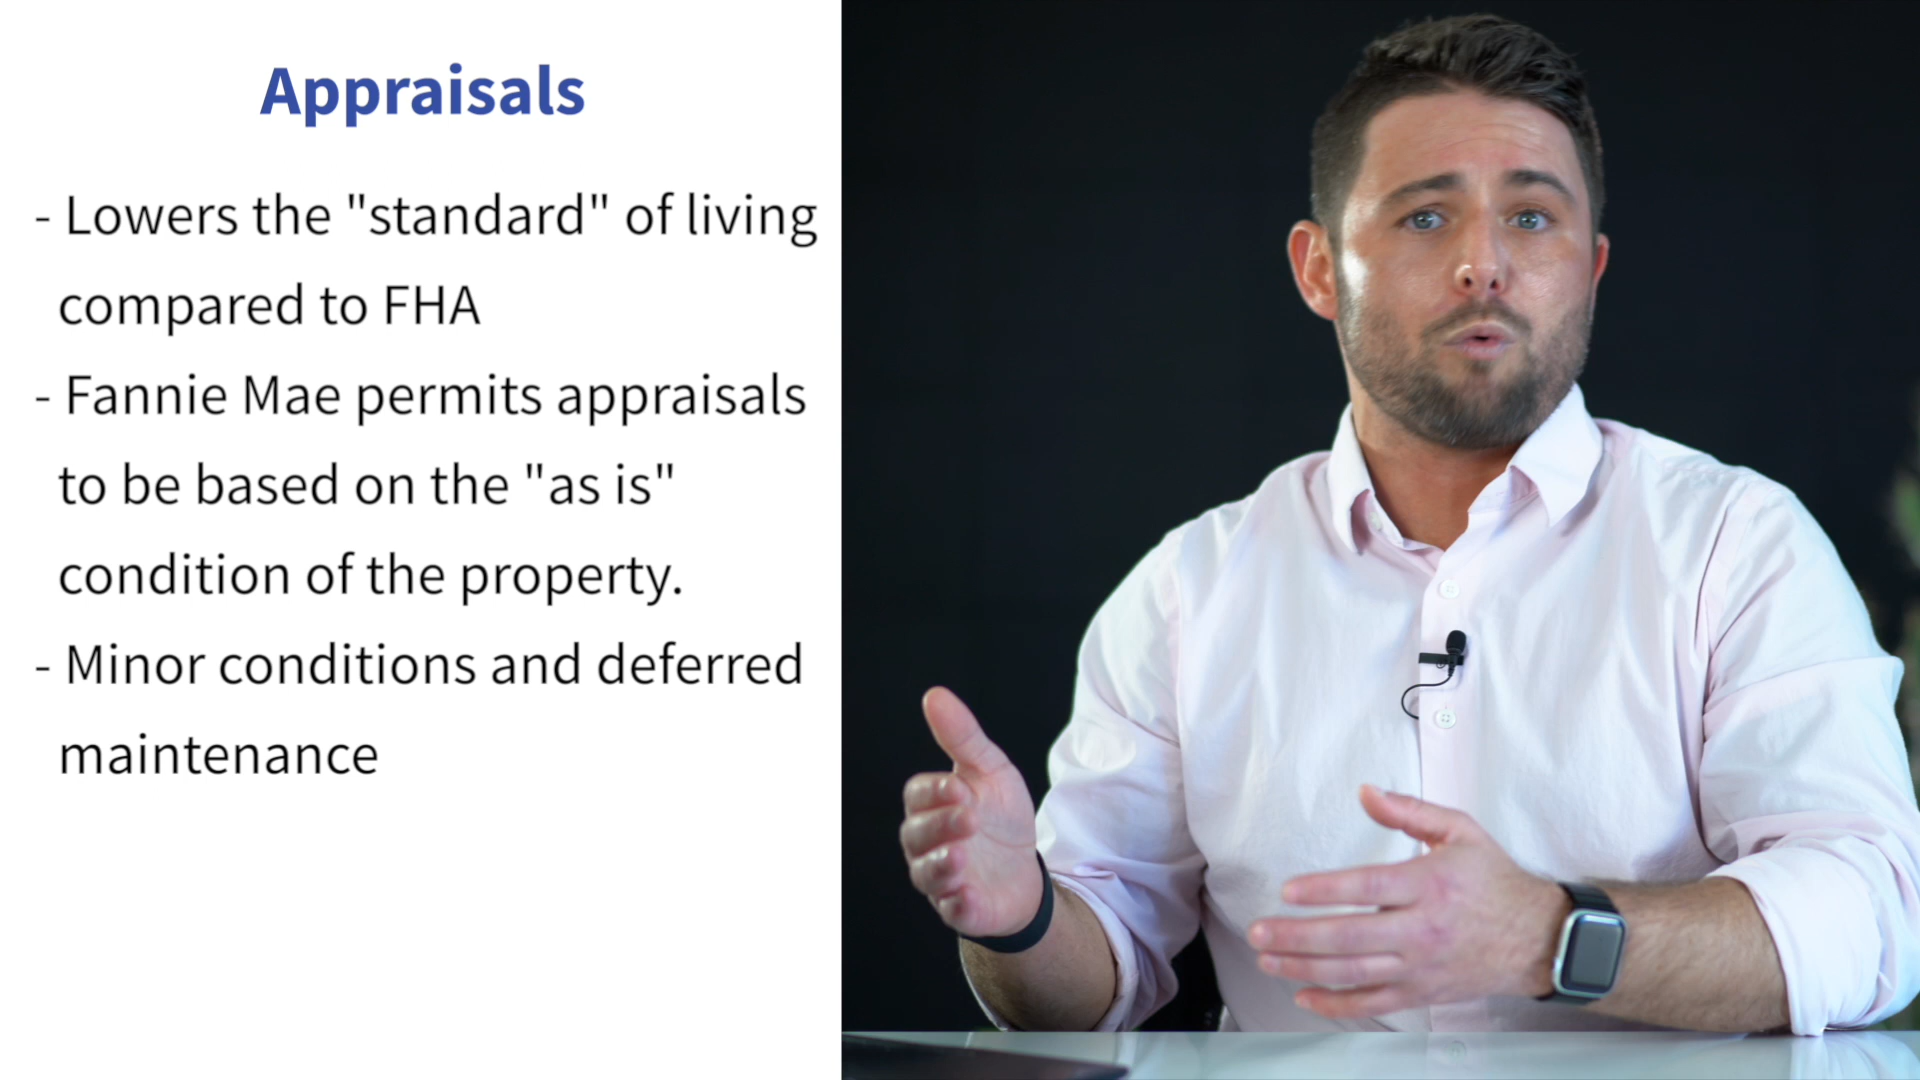 Appraisals
- Lowers the "standard" of living
compared to FHA
- Fannie Mae permits appraisals
to be based on the "as is"
condition of the property.
- Minor conditions and deferred
maintenance